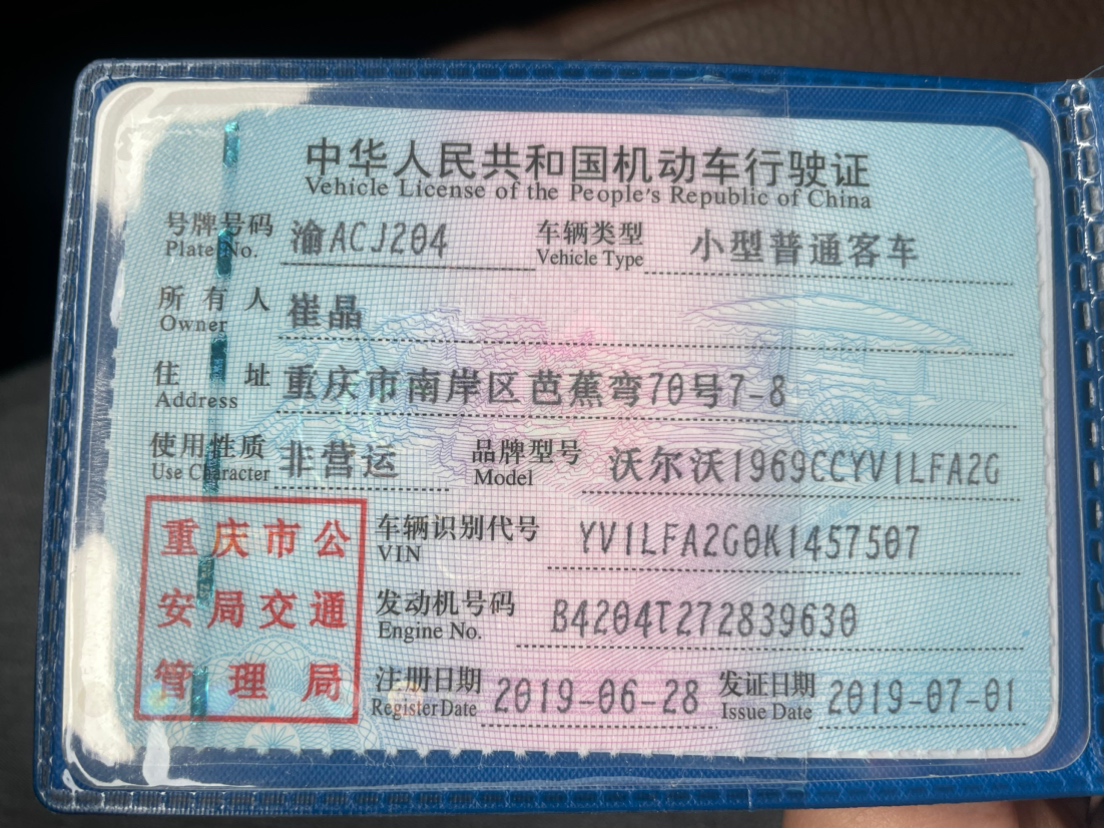 中华人民共和国机动车行驶证
Vehicle License of the People's Republic of China
号牌号码 渝ACJ204 车辆类型 小型普通客车
Plate No. Vehicle Type
所有人 崔晶
Owner
住址 重庆市南岸区芭蕉弯70号7-8
Address
使用性质 非营运 品牌型号 沃尔沃1969CCYV1LFA2G
Use Character Model
重庆市公安局交通管理局
车辆识别代号 YV1LFA2G0K1457507
VIN
发动机号码 B4204T272839630
Engine No.
注册日期 2019-06-28 发证日期 2019-07-01
Register Date Issue Date